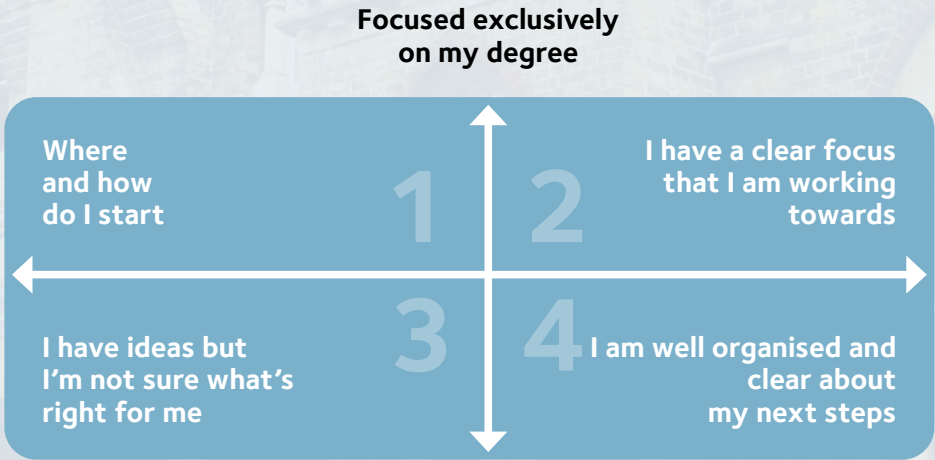 Focused exclusively
on my degree
Where
and how
do I start
1
2
I have a clear focus
that I am working
towards
I have ideas but
I'm not sure what's
right for me
3
4
I am well organised and
clear about
my next steps